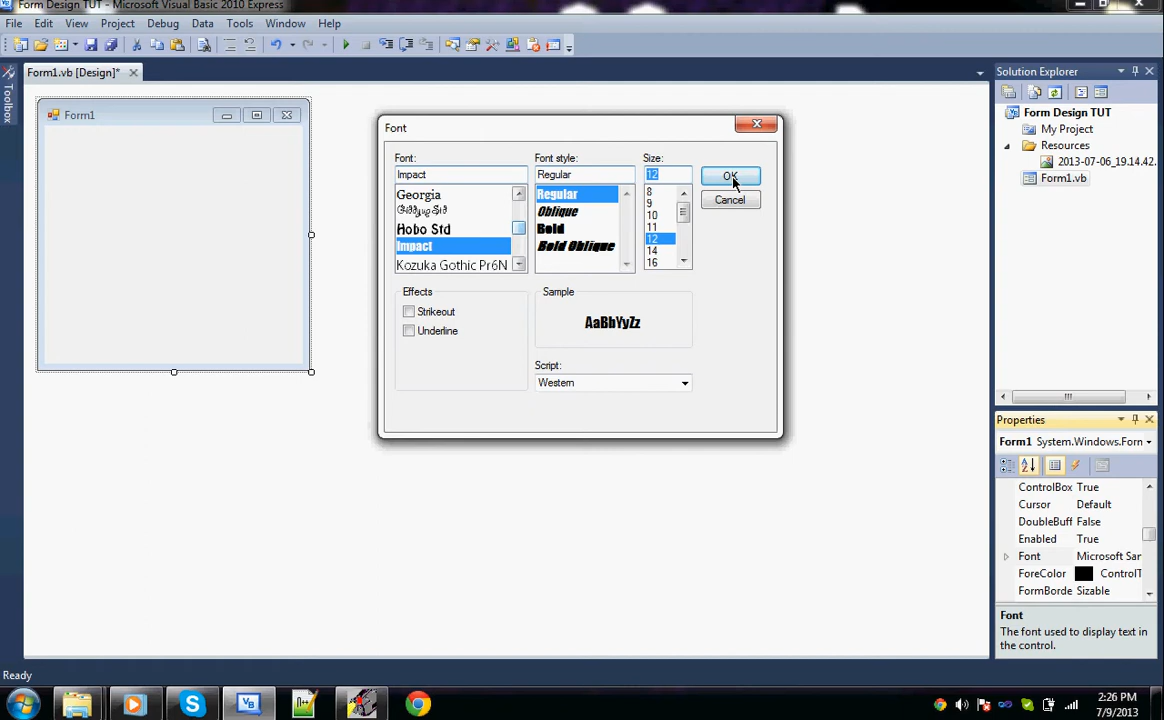 Form Design TUT - Microsoft Visual Basic 2010 Express
File Edit View Project Debug Data Tools Window Help
Form1.vb [Design]*
Toolbox
Form1
Font
Font:
Font style:
Size:
Impact
Regular
12
OK
Cancel
Georgia
Hobo Std
Impact
Kozuka Gothic Pr6N
Regular
Oblique
Bold
Bold Oblique
8
9
10
11
12
14
16
Effects
Strikeout
Underline
Sample
AaBbYyZz
Script:
Western
Solution Explorer
Form Design TUT
My Project
Resources
2013-07-06_19.14.42.
Form1.vb
Properties
Form1 System.Windows.Forn
ControlBox True
Cursor Default
DoubleBuff False
Enabled True
Font Microsoft Sar
ForeColor ControlT
FormBorde Sizable
Font
The font used to display text in
the control.
Ready
2:26 PM
7/9/2013